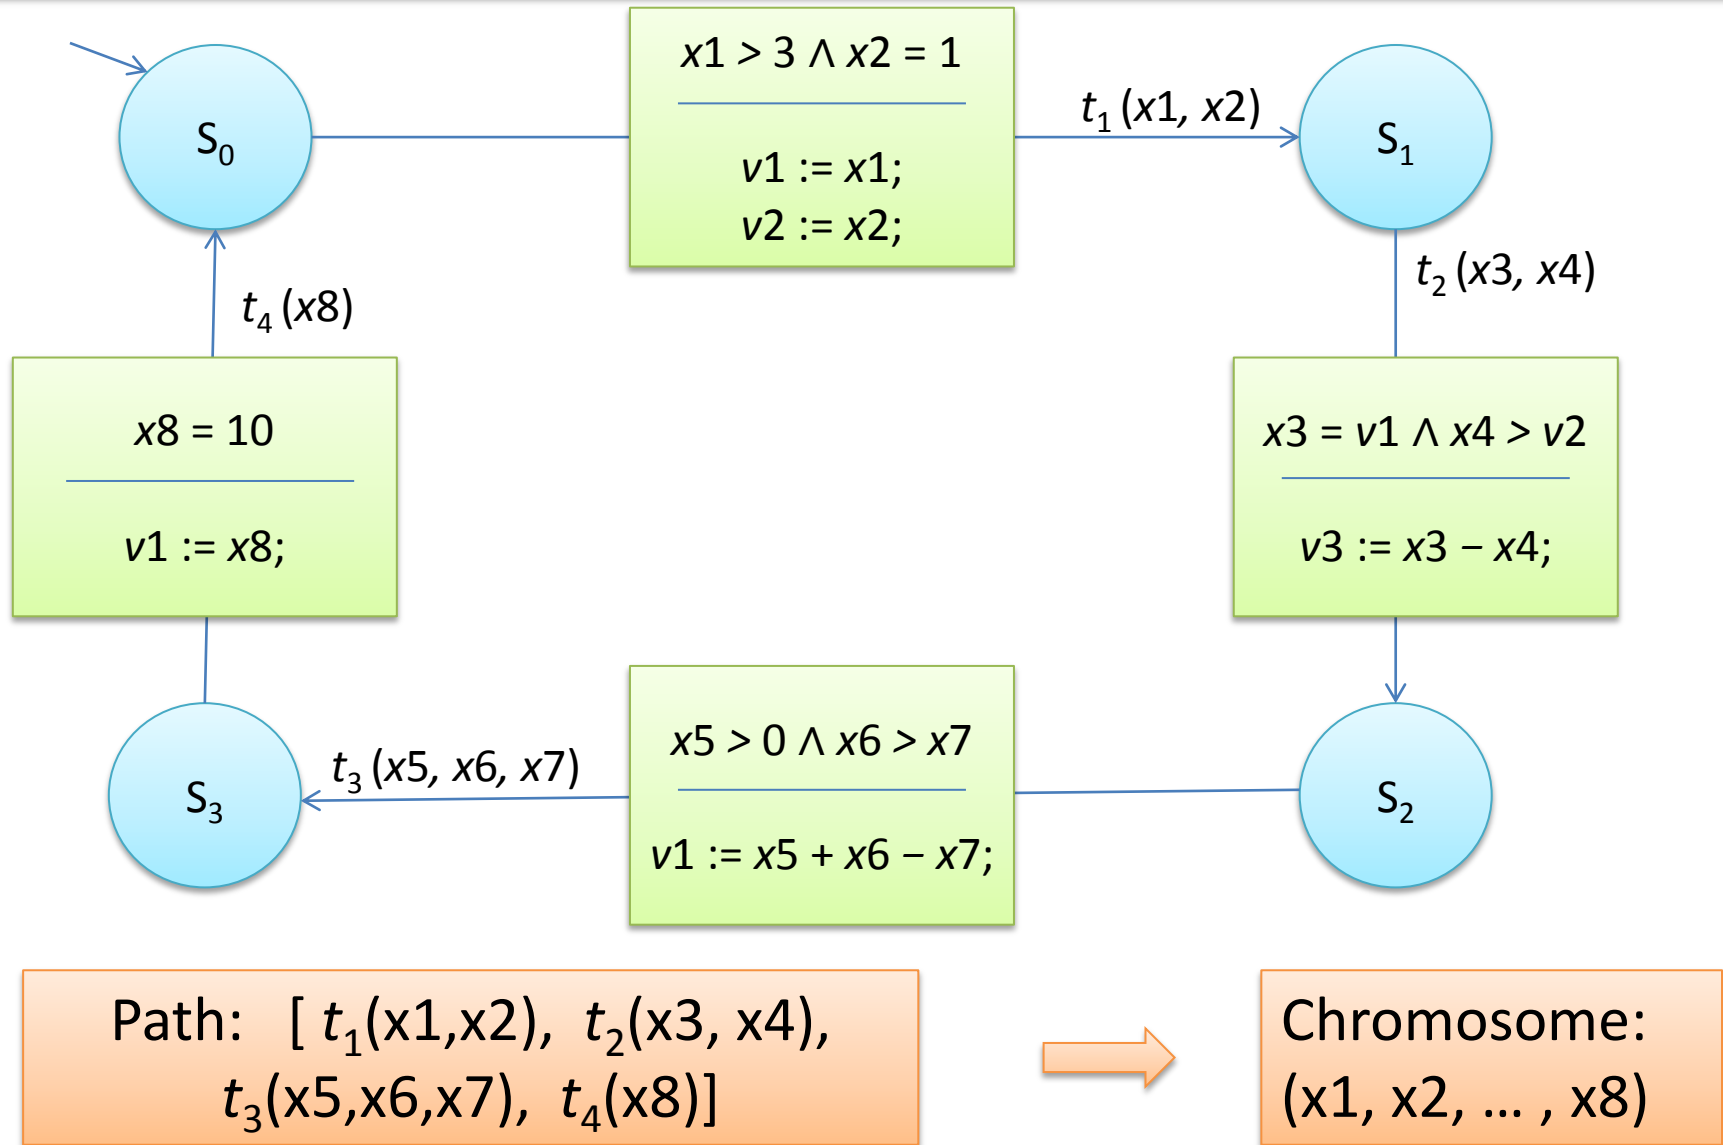 x1 > 3 ∧ x2 = 1
v1 := x1;
v2 := x2;
t₁ (x1, x2)
S₀
S₁
t₂ (x3, x4)
t₄ (x8)
x8 = 10
v1 := x8;
x3 = v1 ∧ x4 > v2
v3 := x3 – x4;
x5 > 0 ∧ x6 > x7
v1 := x5 + x6 – x7;
t₃ (x5, x6, x7)
S₃
S₂
Path: [ t₁(x1,x2), t₂(x3, x4),
t₃(x5,x6,x7), t₄(x8)]
Chromosome:
(x1, x2, ... , x8)